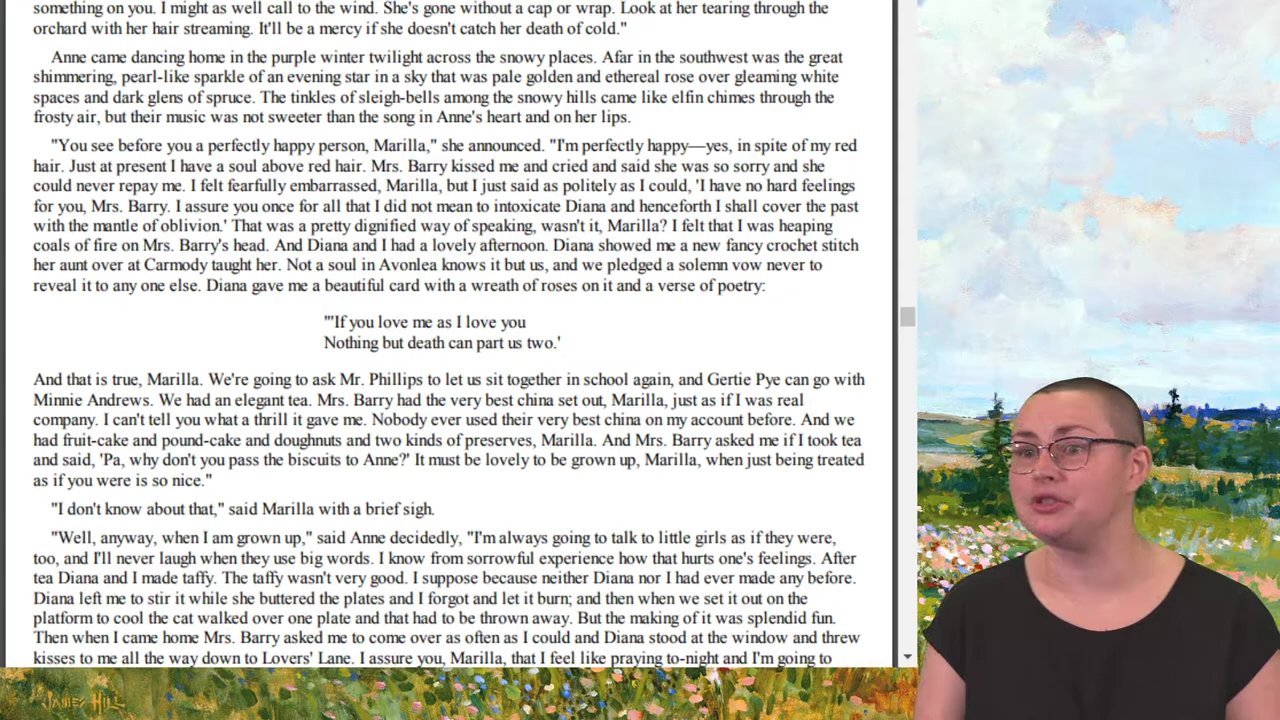 something on you. I might as well call to the wind. She's gone without a cap or wrap. Look at her tearing through the
orchard with her hair streaming. It'll be a mercy if she doesn't catch her death of cold."
Anne came dancing home in the purple winter twilight across the snowy places. Afar in the southwest was the great
shimmering, pearl-like sparkle of an evening star in a sky that was pale golden and ethereal rose over gleaming white
spaces and dark glens of spruce. The tinkles of sleigh-bells among the snowy hills came like elfin chimes through the
frosty air, but their music was not sweeter than the song in Anne's heart and on her lips.
"You see before you a perfectly happy person, Marilla," she announced. "I'm perfectly happy—yes, in spite of my red
hair. Just at present I have a soul above red hair. Mrs. Barry kissed me and cried and said she was so sorry and she
could never repay me. I felt fearfully embarrassed, Marilla, but I just said as politely as I could, 'I have no hard feelings
for you, Mrs. Barry. I assure you once for all that I did not mean to intoxicate Diana and henceforth I shall cover the past
with the mantle of oblivion.' That was a pretty dignified way of speaking, wasn't it, Marilla? I felt that I was heaping
coals of fire on Mrs. Barry's head. And Diana and I had a lovely afternoon. Diana showed me a new fancy crochet stitch
her aunt over at Carmody taught her. Not a soul in Avonlea knows it but us, and we pledged a solemn vow never to
reveal it to any one else. Diana gave me a beautiful card with a wreath of roses on it and a verse of poetry:
"'If you love me as I love you
Nothing but death can part us two.'
And that is true, Marilla. We're going to ask Mr. Phillips to let us sit together in school again, and Gertie Pye can go with
Minnie Andrews. We had an elegant tea. Mrs. Barry had the very best china set out, Marilla, just as if I was real
company. I can't tell you what a thrill it gave me. Nobody ever used their very best china on my account before. And we
had fruit-cake and pound-cake and doughnuts and two kinds of preserves, Marilla. And Mrs. Barry asked me if I took tea
and said, 'Pa, why don't you pass the biscuits to Anne?' It must be lovely to be grown up, Marilla, when just being treated
as if you were is so nice."
"I don't know about that," said Marilla with a brief sigh.
"Well, anyway, when I am grown up," said Anne decidedly, "I'm always going to talk to little girls as if they were,
too, and I'll never laugh when they use big words. I know from sorrowful experience how that hurts one's feelings. After
tea Diana and I made taffy. The taffy wasn't very good. I suppose because neither Diana nor I had ever made any before.
Diana left me to stir it while she buttered the plates and I forgot and let it burn; and then when we set it out on the
platform to cool the cat walked over one plate and that had to be thrown away. But the making of it was splendid fun.
Then when I came home Mrs. Barry asked me to come over as often as I could and Diana stood at the window and threw
kisses to me all the way down to Lovers' Lane. I assure you, Marilla, that I feel like praying to-night and I'm going to
JAMES HILL